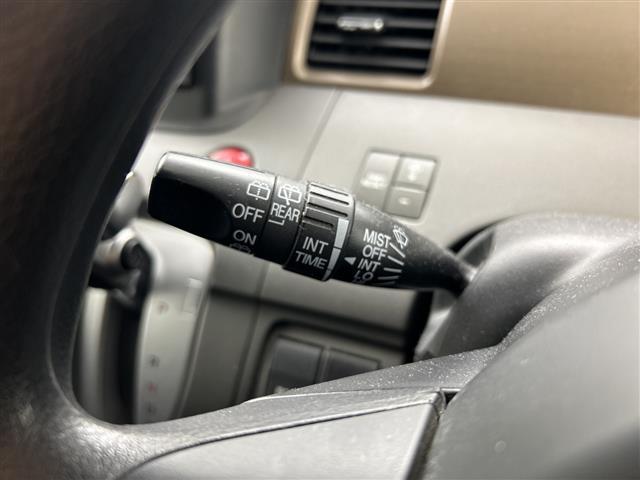 OFF
REAR
ON
INT
TIME
MIST
OFF
INT
LO